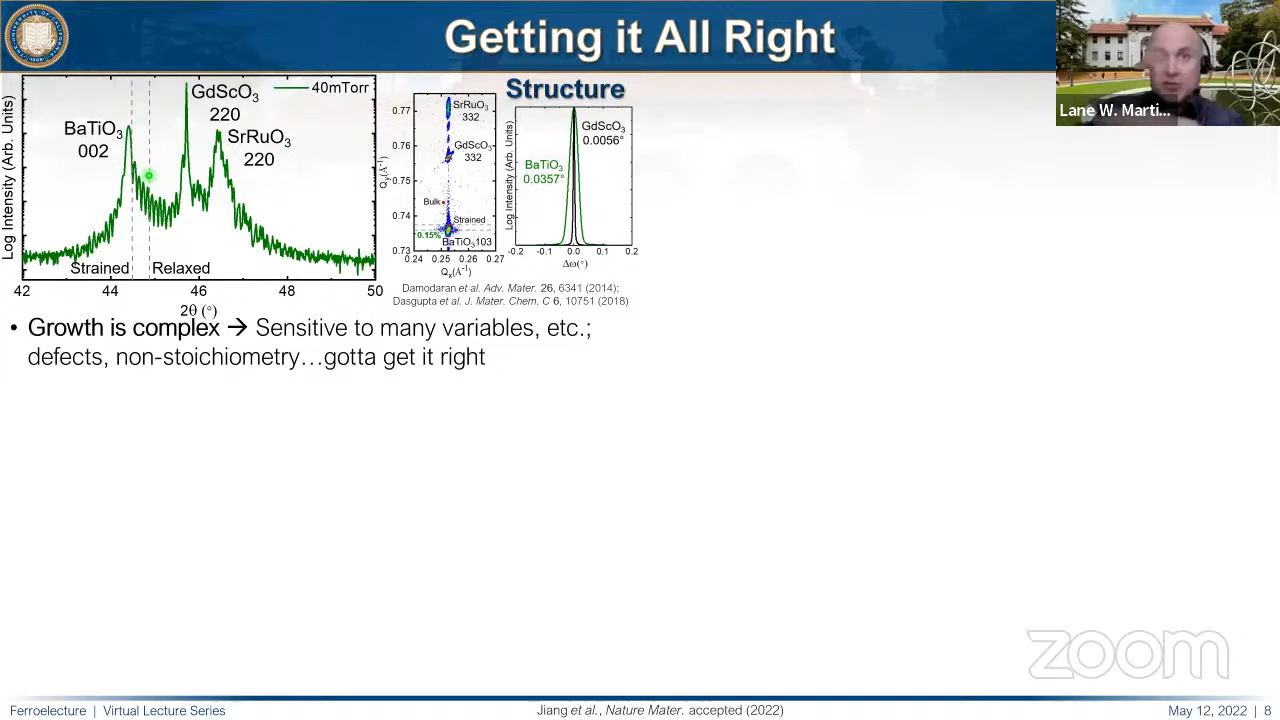 Getting it All Right
Lane W. Marti...
Structure
Log Intensity (Arb. Units)
40mTorr
BaTiO3
002
GdScO3
220
SrRuO3
220
Strained
Relaxed
42 44 46 48 50
2θ (°)
Qy(Å-1)
0.77
0.76
0.75
0.74
0.73
SrRuO3
332
GdScO3
332
Bulk
Strained
0.15%
BaTiO3103
0.24 0.25 0.26 0.27
Qx(Å-1)
Log Intensity (Arb. Units)
GdScO3
0.0056°
BaTiO3
0.0357°
-0.2 -0.1 0.0 0.1 0.2
Δω(°)
Damodaran et al. Adv. Mater. 26, 6341 (2014);
Dasgupta et al. J. Mater. Chem. C 6, 10751 (2018)
• Growth is complex → Sensitive to many variables, etc.;
defects, non-stoichiometry…gotta get it right
zoom
Ferroelecture | Virtual Lecture Series
Jiang et al., Nature Mater. accepted (2022)
May 12, 2022 | 8